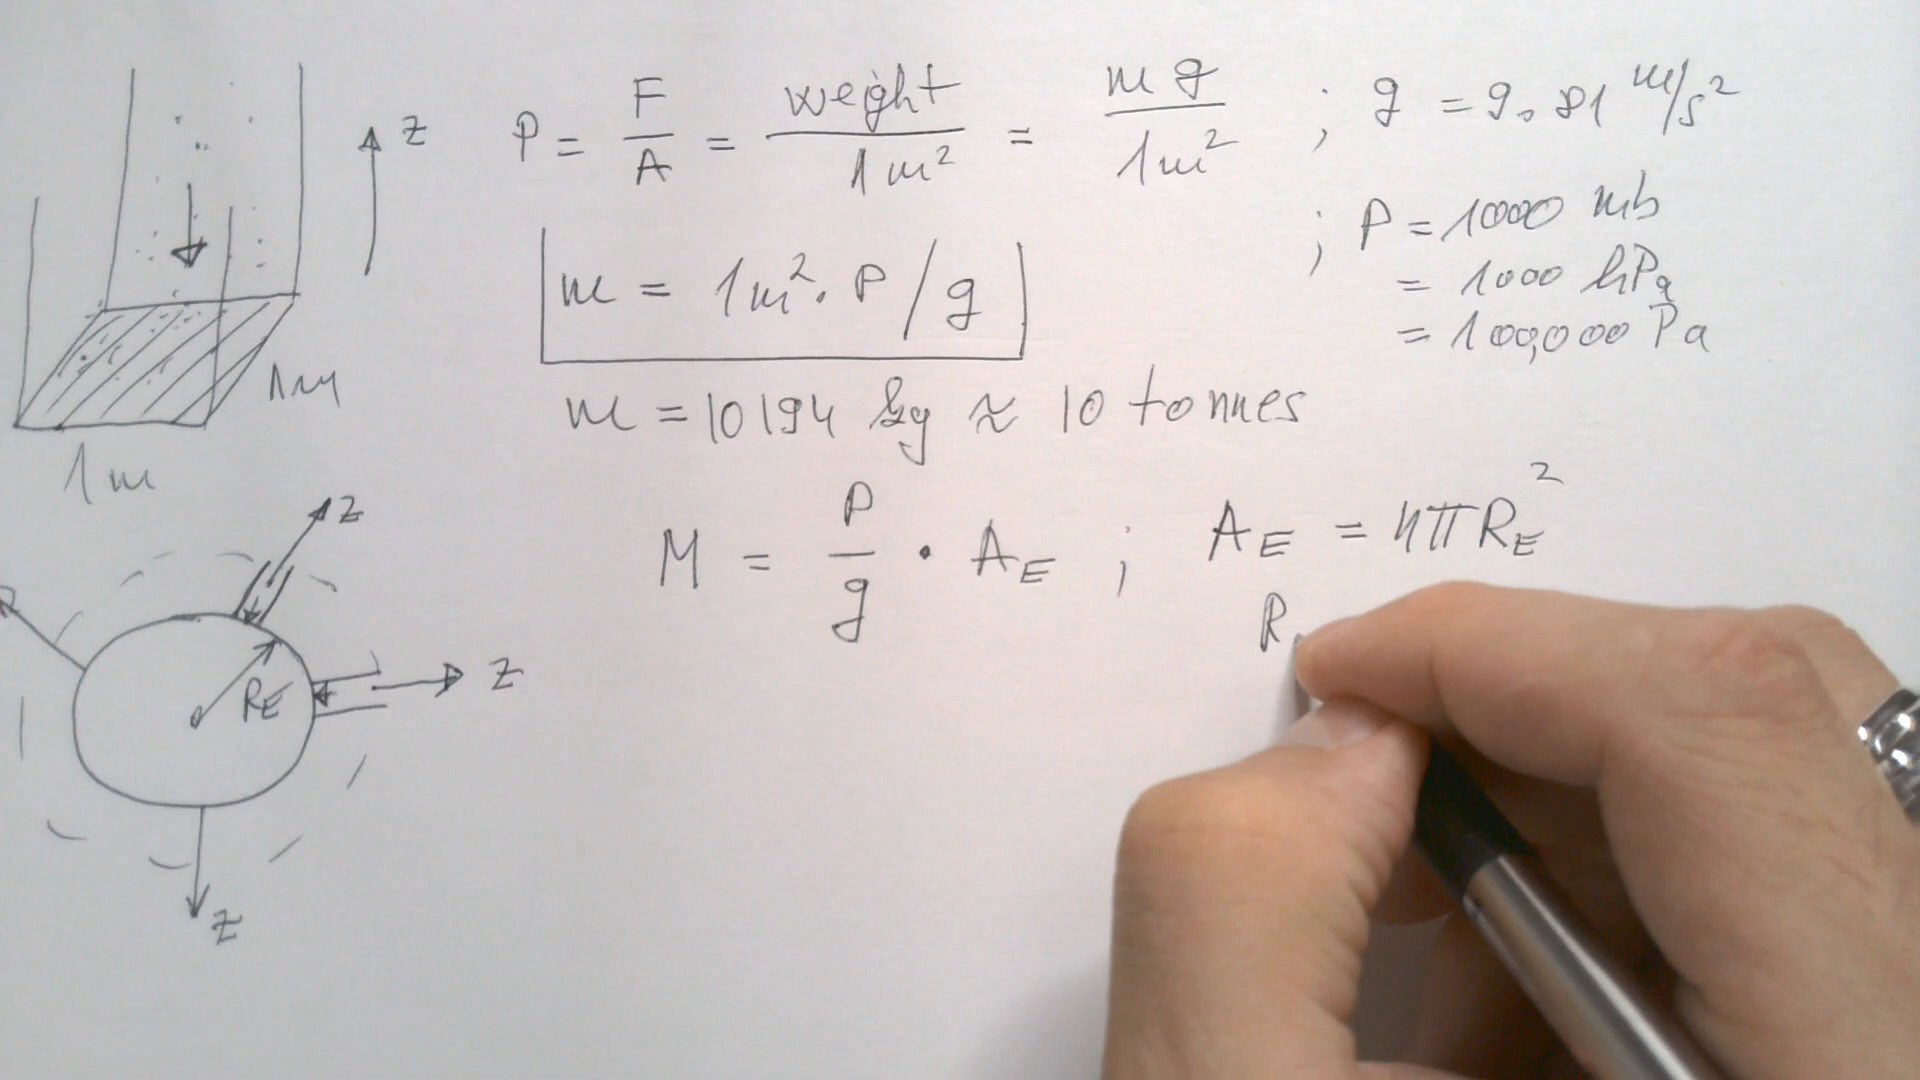 z
P = F/A = weight/1m² = mg/1m² ; g = 9.81 m/s²
; P = 1000 mb
= 1000 hPa
= 100,000 Pa
m = 1m² · P / g
1m
m = 10194 kg ≈ 10 tonnes
1m
z
M = P/g · A_E ; A_E = 4πR_E²
R
z
R_E
z